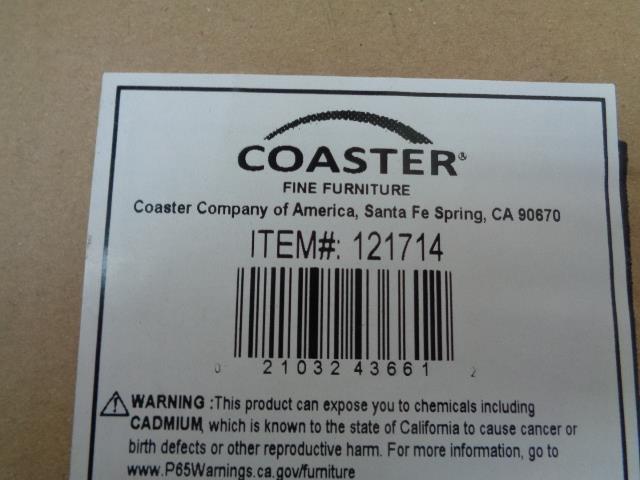 COASTER®
FINE FURNITURE
Coaster Company of America, Santa Fe Spring, CA 90670
ITEM#: 121714
0 21032 43661 2
WARNING :This product can expose you to chemicals including
CADMIUM, which is known to the state of California to cause cancer or
birth defects or other reproductive harm. For more information, go to
www.P65Warnings.ca.gov/furniture